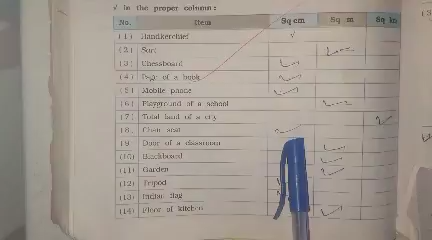 √ In the proper column :
No. Item Sq cm Sq m Sq km
(1) Handkerchief √
(2) Sari √
(3) Chessboard √
(4) Page of a book √
(5) Mobile phone √
(6) Playground of a school √
(7) Total land of a city √
(8) Chair seat √
(9) Door of a classroom √
(10) Blackboard √
(11) Garden √
(12) Tripod
(13) Indian flag
(14) Floor of kitchen √